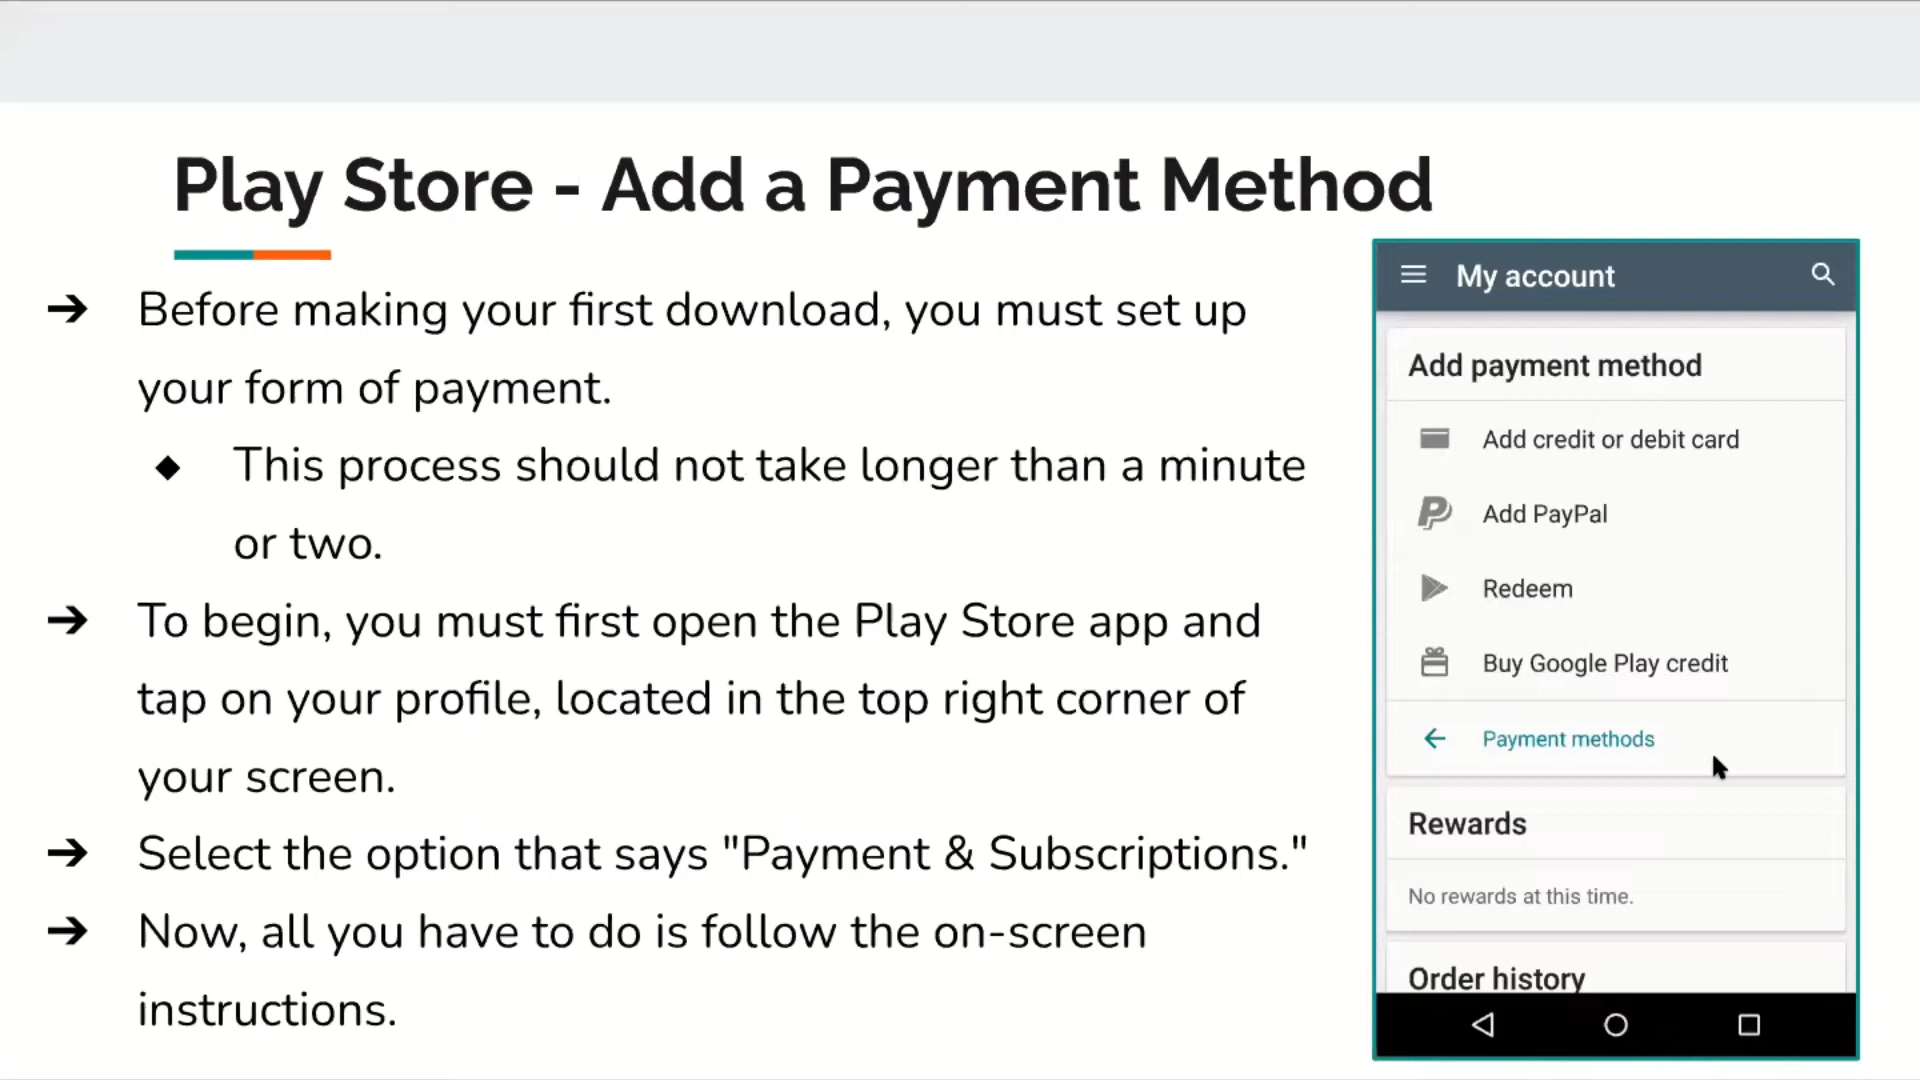 Play Store - Add a Payment Method
➔ Before making your first download, you must set up
your form of payment.
◆ This process should not take longer than a minute
or two.
➔ To begin, you must first open the Play Store app and
tap on your profile, located in the top right corner of
your screen.
➔ Select the option that says "Payment & Subscriptions."
➔ Now, all you have to do is follow the on-screen
instructions.
My account
Add payment method
Add credit or debit card
Add PayPal
Redeem
Buy Google Play credit
Payment methods
Rewards
No rewards at this time.
Order history